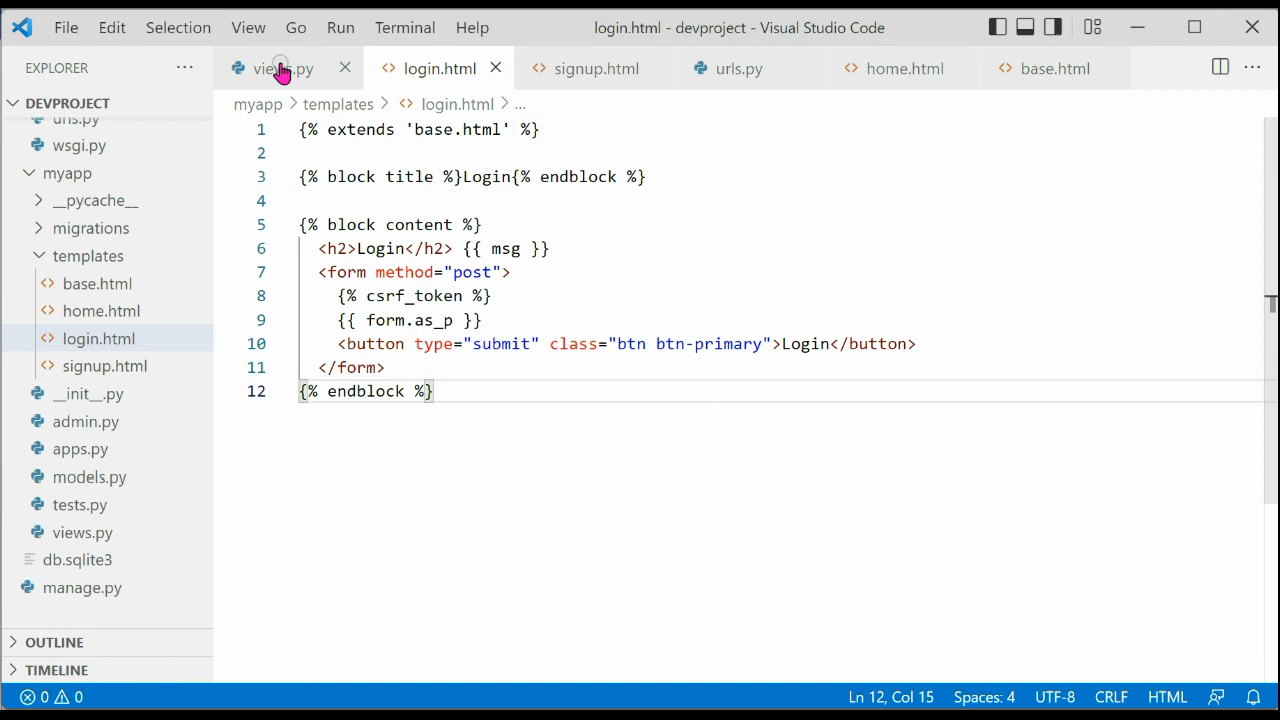 File Edit Selection View Go Run Terminal Help login.html - devproject - Visual Studio Code
EXPLORER ...
views.py login.html signup.html urls.py home.html base.html ...
DEVPROJECT
urls.py
wsgi.py
myapp
__pycache__
migrations
templates
base.html
home.html
login.html
signup.html
__init__.py
admin.py
apps.py
models.py
tests.py
views.py
db.sqlite3
manage.py
OUTLINE
TIMELINE
myapp > templates > <> login.html > ...
1 {% extends 'base.html' %}
2
3 {% block title %}Login{% endblock %}
4
5 {% block content %}
6 <h2>Login</h2> {{ msg }}
7 <form method="post">
8 {% csrf_token %}
9 {{ form.as_p }}
10 <button type="submit" class="btn btn-primary">Login</button>
11 </form>
12 {% endblock %}
0 0 Ln 12, Col 15 Spaces: 4 UTF-8 CRLF HTML